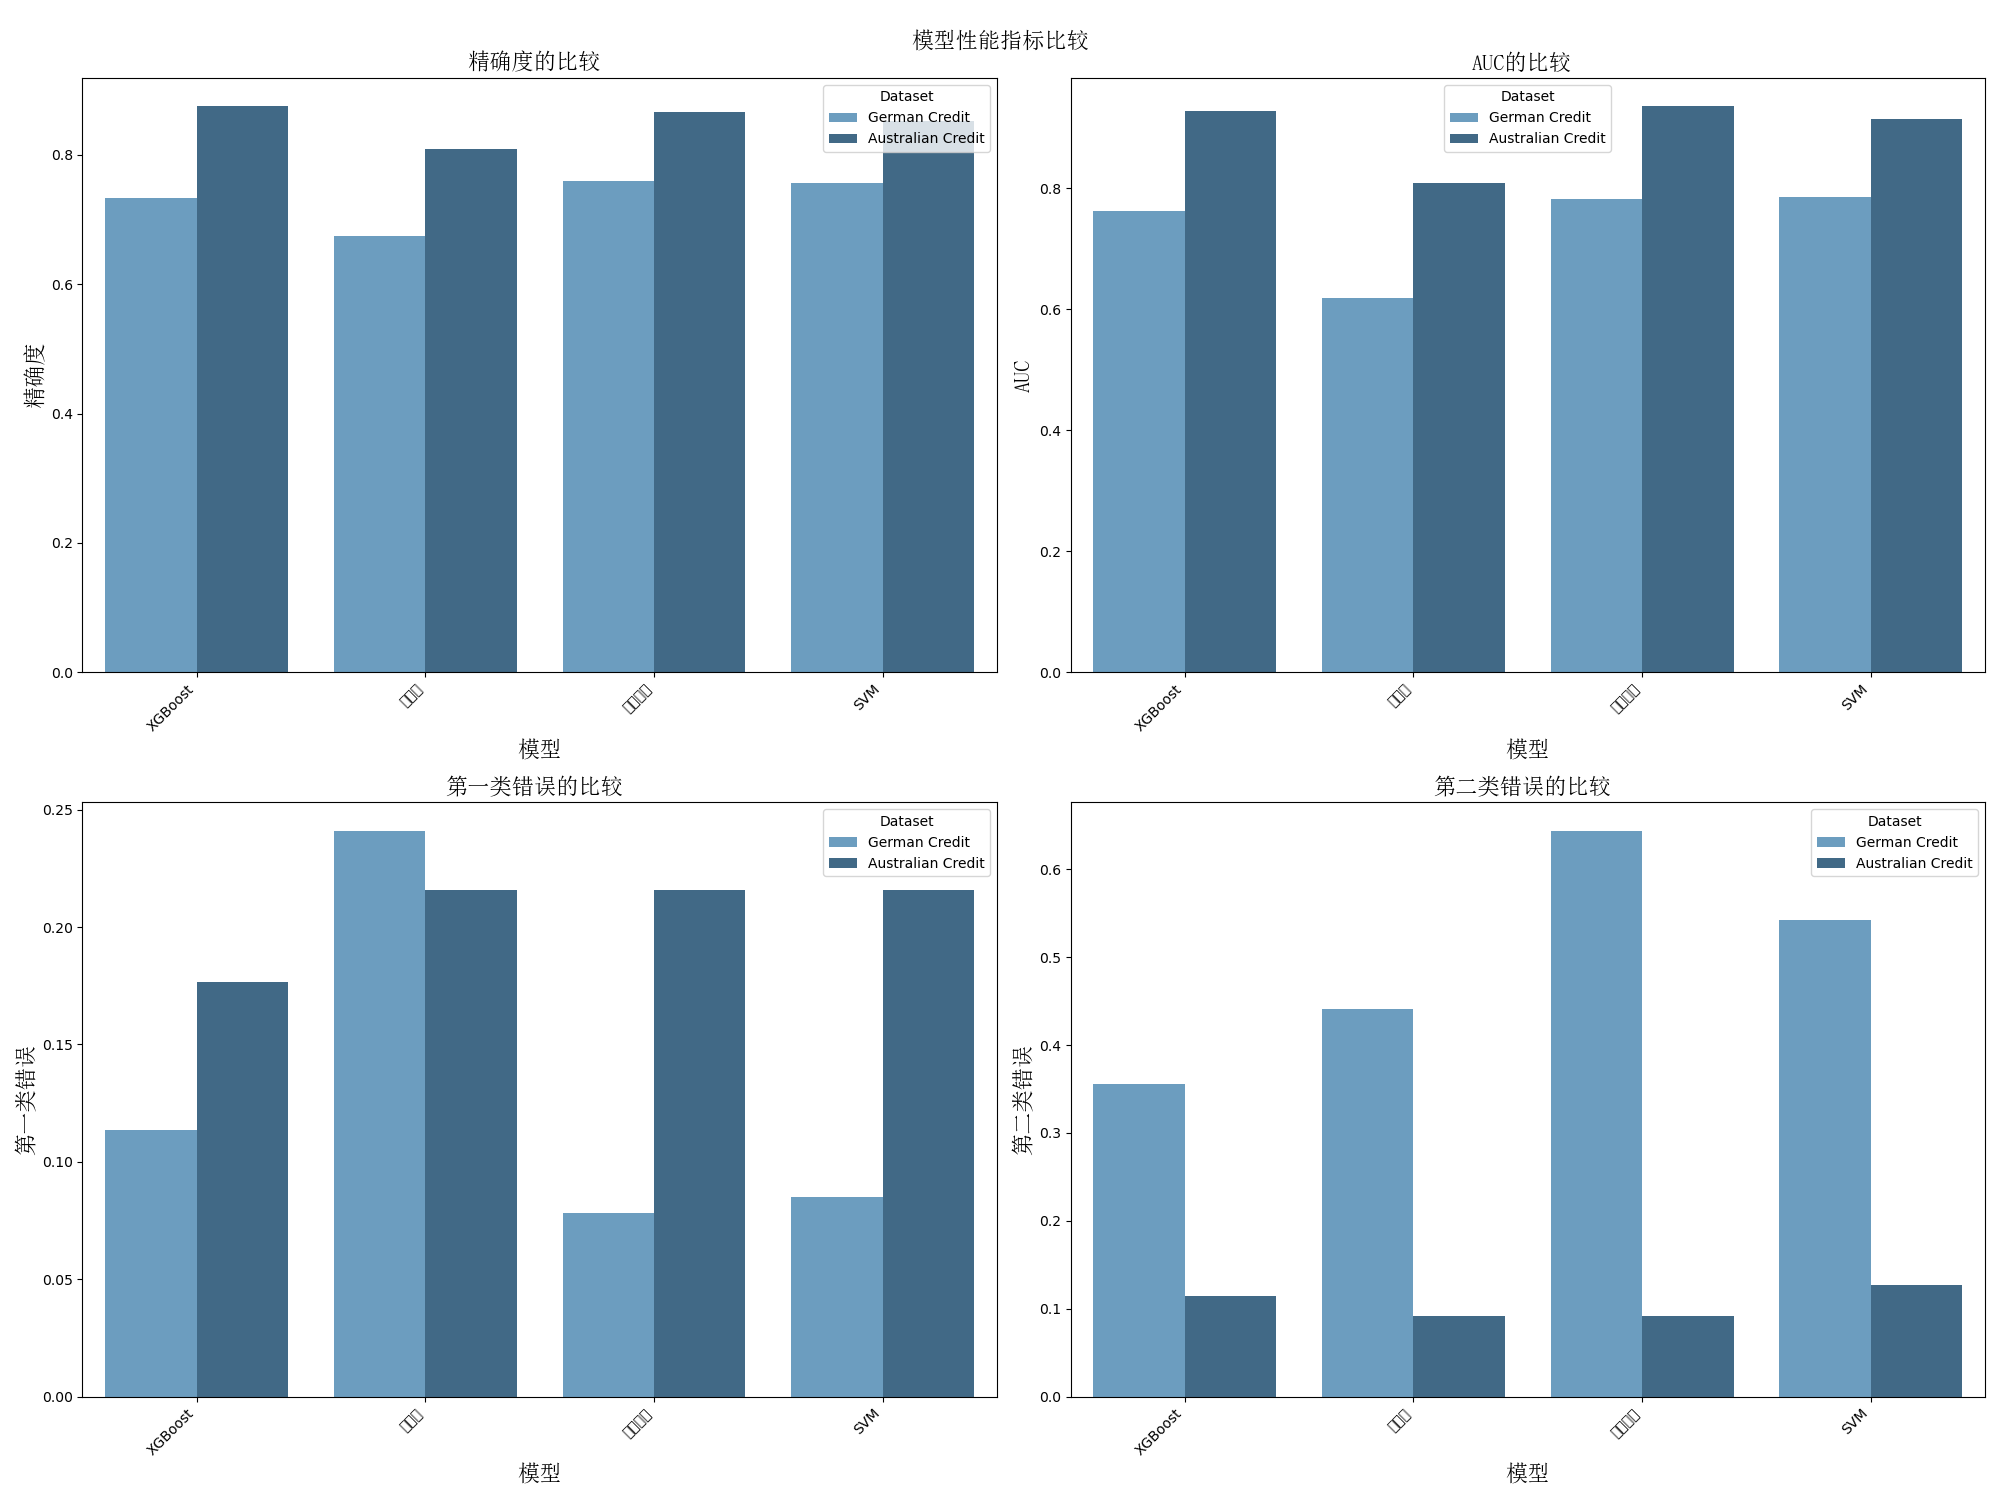 模型性能指标比较
精确度的比较
Dataset
German Credit
Australian Credit
0.8
0.6
0.4
0.2
0.0
精确度
XGBoost
SVM
模型
AUC的比较
Dataset
German Credit
Australian Credit
0.8
0.6
0.4
0.2
0.0
AUC
XGBoost
SVM
模型
第一类错误的比较
Dataset
German Credit
Australian Credit
0.25
0.20
0.15
0.10
0.05
0.00
第一类错误
XGBoost
SVM
模型
第二类错误的比较
Dataset
German Credit
Australian Credit
0.6
0.5
0.4
0.3
0.2
0.1
0.0
第二类错误
XGBoost
SVM
模型